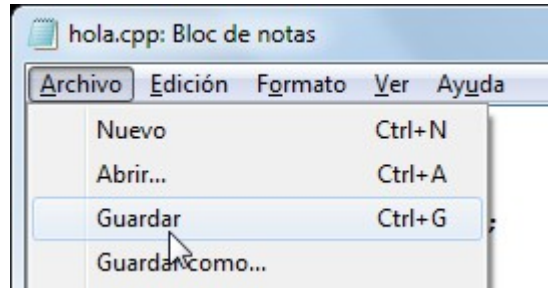 hola.cpp: Bloc de notas
Archivo Edición Formato Ver Ayuda
Nuevo Ctrl+N
Abrir... Ctrl+A
Guardar Ctrl+G ;
Guardar como...